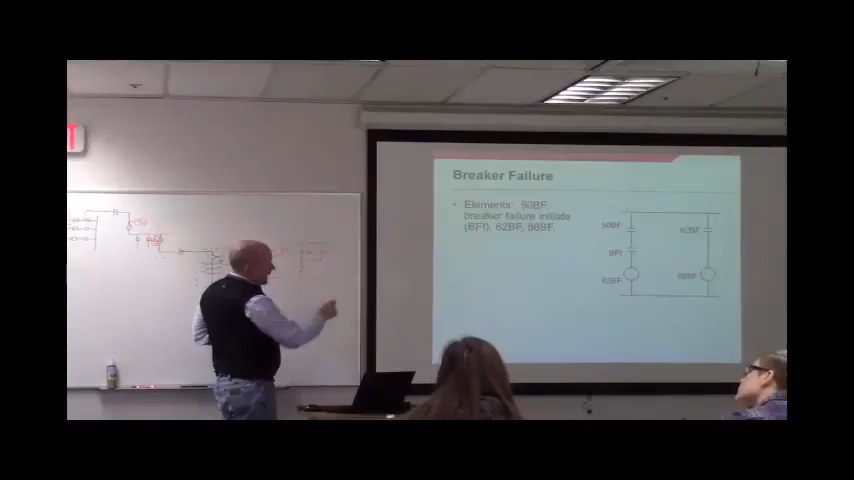 Breaker Failure
• Elements: 50BF,
breaker failure initiate
(BFI), 62BF, 86BF.
50BF
BFI
62BF
62BF
86BF